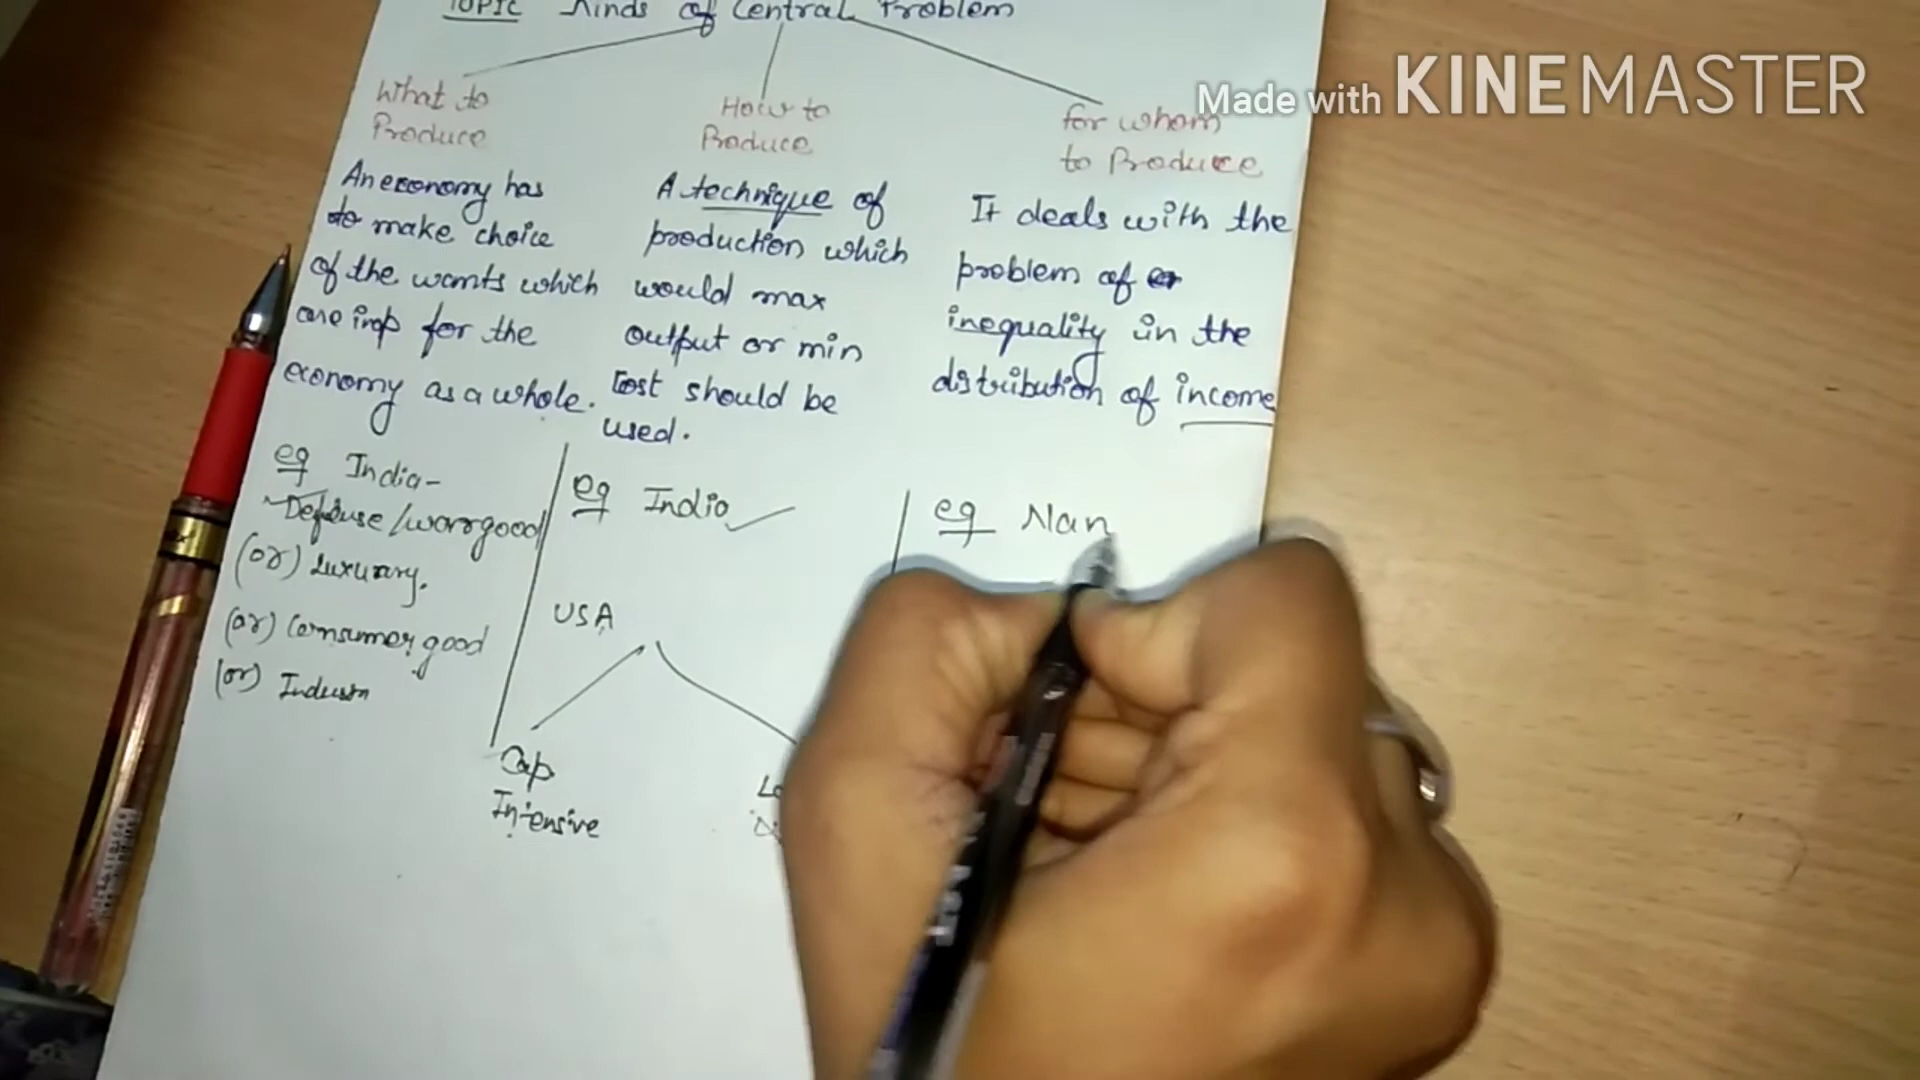 TOPIC Kinds of Central Problem
Made with KINEMASTER
What to
Produce
An economy has
to make choice
of the wants which
are imp for the
economy as a whole.
eg India-
Defense/war good
(or) Luxurary.
(or) Consumer good
(or) Indus
How to
Produce
A technique of
production which
would max
output or min
Cost should be
used.
eg India
USA
Cap
Intensive
for whom
to Produce
It deals with the
problem of
inequality in the
distribution of income
eg Nan